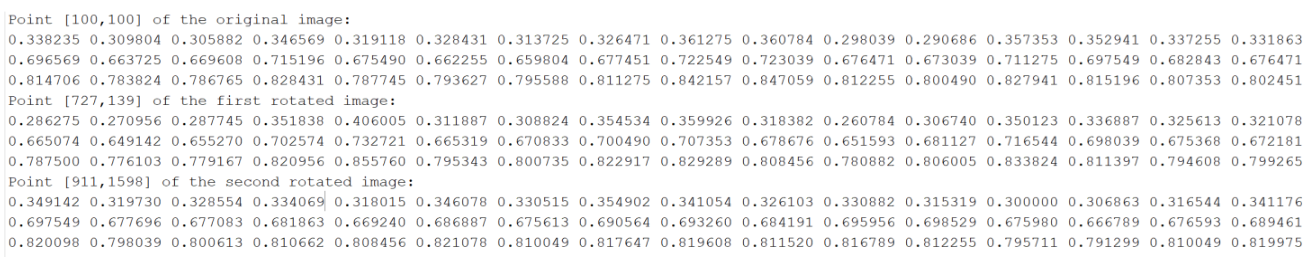 Point [100,100] of the original image:
0.338235 0.309804 0.305882 0.346569 0.319118 0.328431 0.313725 0.326471 0.361275 0.360784 0.298039 0.290686 0.357353 0.352941 0.337255 0.331863
0.696569 0.663725 0.669608 0.715196 0.675490 0.662255 0.659804 0.677451 0.722549 0.723039 0.676471 0.673039 0.711275 0.697549 0.682843 0.676471
0.814706 0.783824 0.786765 0.828431 0.787745 0.793627 0.795588 0.811275 0.842157 0.847059 0.812255 0.800490 0.827941 0.815196 0.807353 0.802451
Point [727,139] of the first rotated image:
0.286275 0.270956 0.287745 0.351838 0.406005 0.311887 0.308824 0.354534 0.359926 0.318382 0.260784 0.306740 0.350123 0.336887 0.325613 0.321078
0.665074 0.649142 0.655270 0.702574 0.732721 0.665319 0.670833 0.700490 0.707353 0.678676 0.651593 0.681127 0.716544 0.698039 0.675368 0.672181
0.787500 0.776103 0.779167 0.820956 0.855760 0.795343 0.800735 0.822917 0.829289 0.808456 0.780882 0.806005 0.833824 0.811397 0.794608 0.799265
Point [911,1598] of the second rotated image:
0.349142 0.319730 0.328554 0.334069 0.318015 0.346078 0.330515 0.354902 0.341054 0.326103 0.330882 0.315319 0.300000 0.306863 0.316544 0.341176
0.697549 0.677696 0.677083 0.681863 0.669240 0.686887 0.675613 0.690564 0.693260 0.684191 0.695956 0.698529 0.675980 0.666789 0.676593 0.689461
0.820098 0.798039 0.800613 0.810662 0.808456 0.821078 0.810049 0.817647 0.819608 0.811520 0.816789 0.812255 0.795711 0.791299 0.810049 0.819975